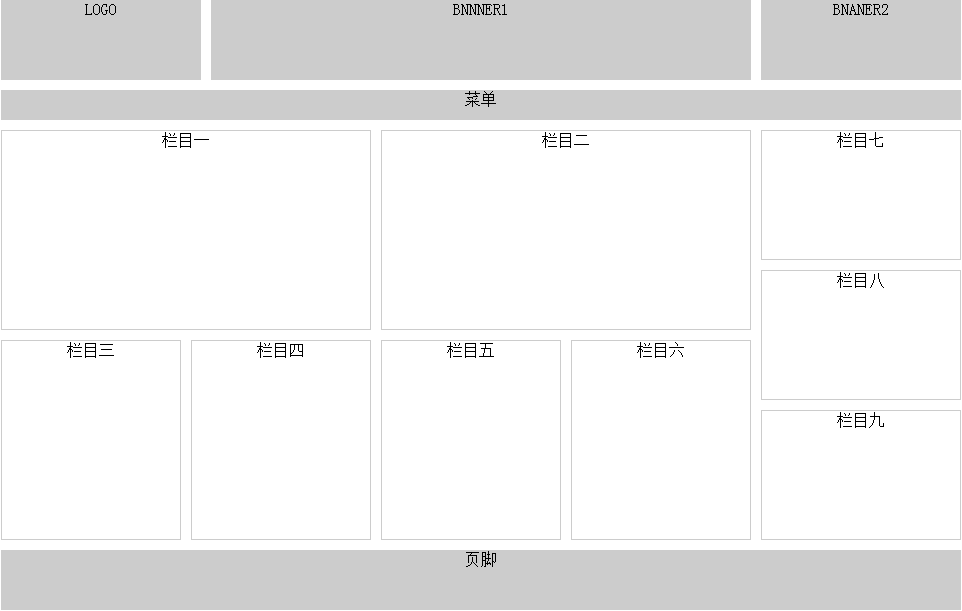 LOGO
BNNNER1
BNANER2
菜单
栏目一
栏目二
栏目七
栏目八
栏目三
栏目四
栏目五
栏目六
栏目九
页脚